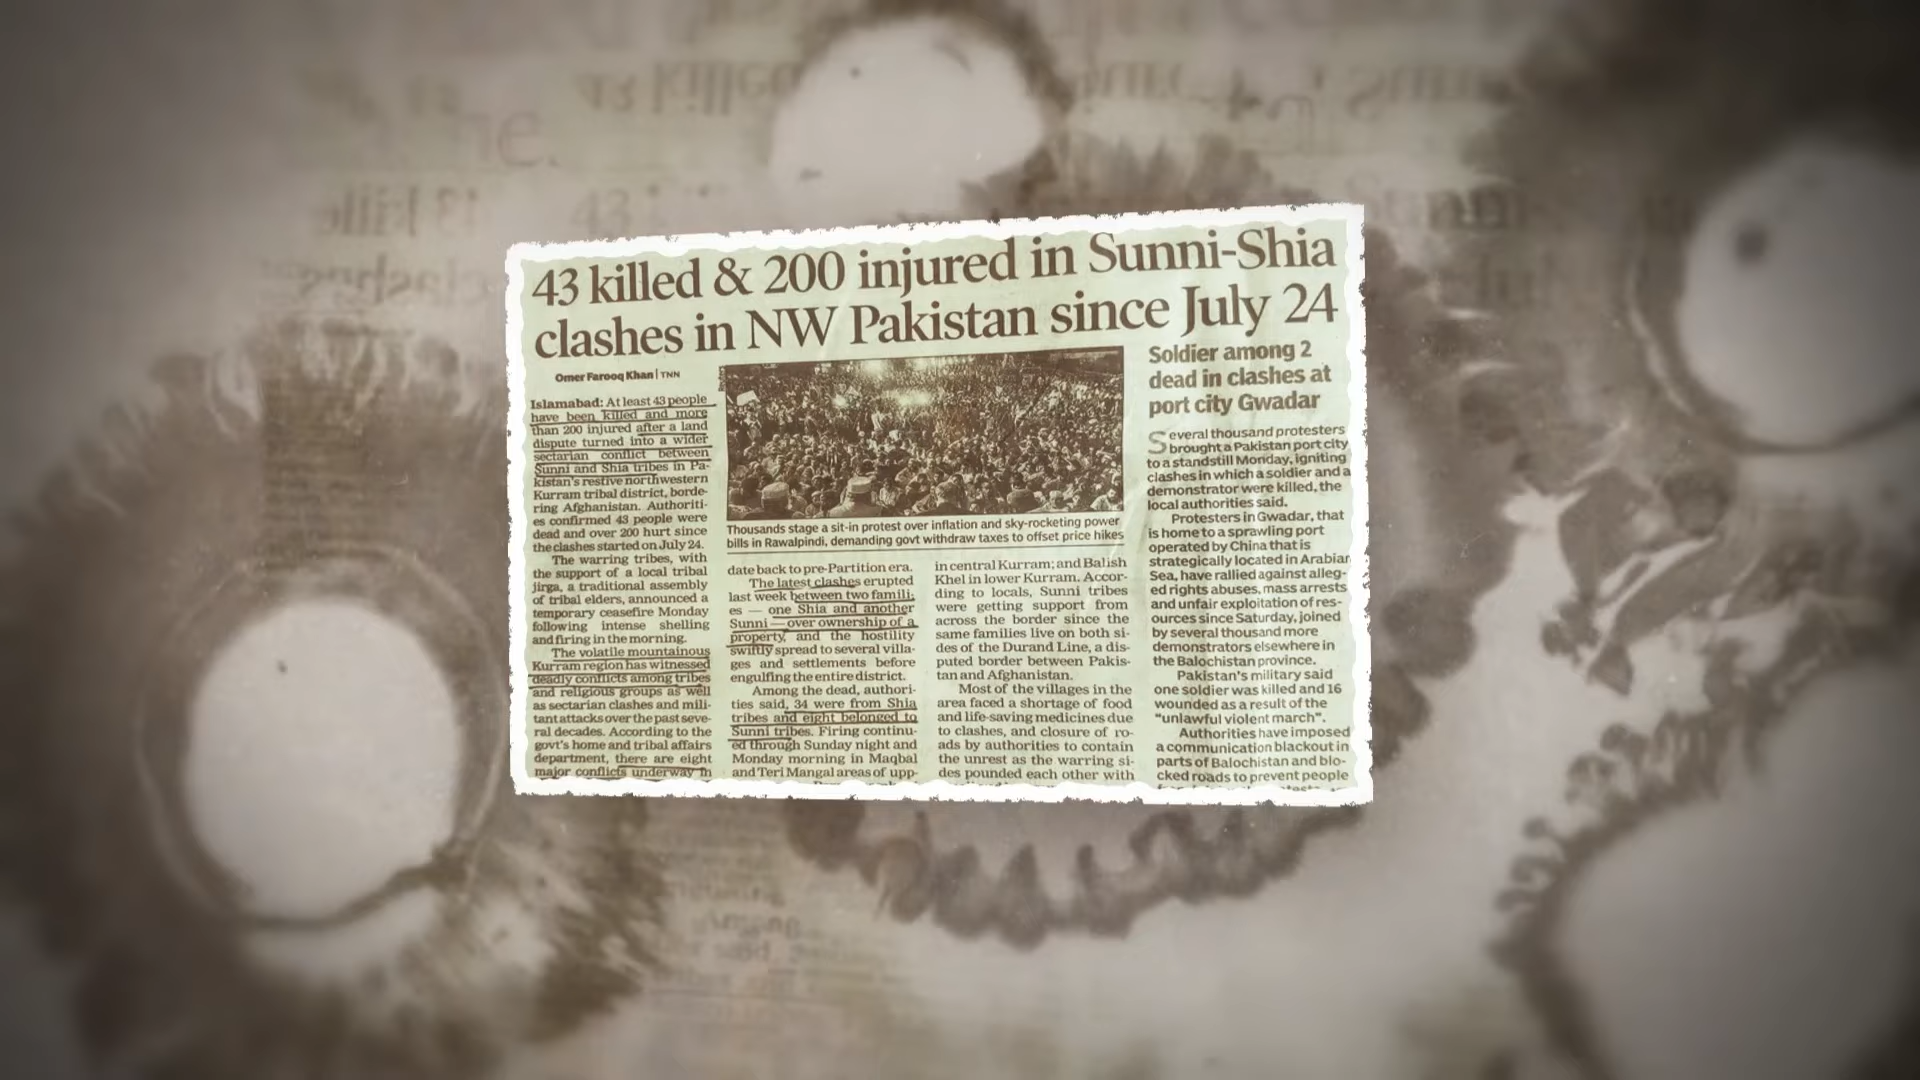 43 killed & 200 injured in Sunni-Shia
clashes in NW Pakistan since July 24
Omer Farooq Khan | TNN
Islamabad: At least 43 people
have been killed and more
than 200 injured after a land
dispute turned into a wider
sectarian conflict between
Sunni and Shia tribes in Pa-
kistan's restive northwestern
Kurram tribal district, borde-
ring Afghanistan. Authoriti-
es confirmed 43 people were
dead and over 200 hurt since
the clashes started on July 24.
The warring tribes, with
the support of a local tribal
jirga, a traditional assembly
of tribal elders, announced a
temporary ceasefire Monday
following intense shelling
and firing in the morning.
The volatile mountainous
Kurram region has witnessed
deadly conflicts among tribes
and religious groups as well
as sectarian clashes and mili-
tant attacks over the past seve-
ral decades. According to the
govt's home and tribal affairs
department, there are eight
major conflicts underway in
Thousands stage a sit-in protest over inflation and sky-rocketing power
bills in Rawalpindi, demanding govt withdraw taxes to offset price hikes
date back to pre-Partition era.
The latest clashes erupted
last week between two famili-
es — one Shia and another
Sunni — over ownership of a
property, and the hostility
swiftly spread to several villa-
ges and settlements before
engulfing the entire district.
Among the dead, authori-
ties said, 34 were from Shia
tribes and eight belonged to
Sunni tribes. Firing continu-
ed through Sunday night and
Monday morning in Maqbal
and Teri Mangal areas of upp-
in central Kurram; and Balish
Khel in lower Kurram. Accor-
ding to locals, Sunni tribes
were getting support from
across the border since the
same families live on both si-
des of the Durand Line, a dis-
puted border between Pakis-
tan and Afghanistan.
Most of the villages in the
area faced a shortage of food
and life-saving medicines due
to clashes, and closure of ro-
ads by authorities to contain
the unrest as the warring si-
des pounded each other with
Soldier among 2
dead in clashes at
port city Gwadar
Several thousand protesters
brought a Pakistan port city
to a standstill Monday, igniting
clashes in which a soldier and a
demonstrator were killed, the
local authorities said.
Protesters in Gwadar, that
is home to a sprawling port
operated by China that is
strategically located in Arabian
Sea, have rallied against alleg-
ed rights abuses, mass arrests
and unfair exploitation of res-
ources since Saturday, joined
by several thousand more
demonstrators elsewhere in
the Balochistan province.
Pakistan's military said
one soldier was killed and 16
wounded as a result of the
"unlawful violent march".
Authorities have imposed
a communication blackout in
parts of Balochistan and blo-
cked roads to prevent people